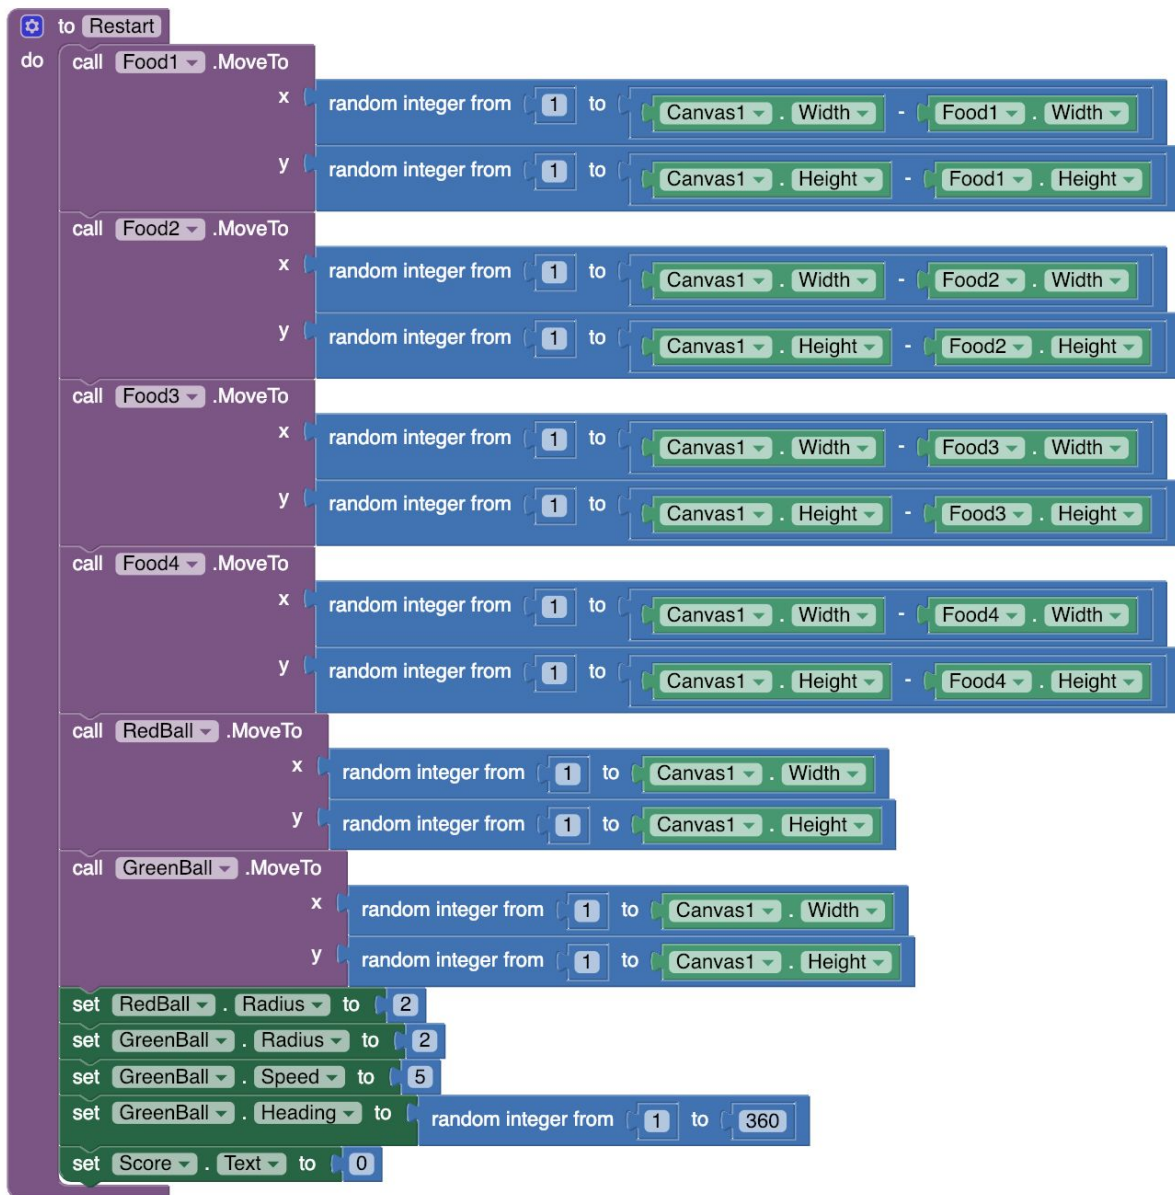 to Restart
do call Food1 .MoveTo
x random integer from 1 to Canvas1 . Width - Food1 . Width
y random integer from 1 to Canvas1 . Height - Food1 . Height
call Food2 .MoveTo
x random integer from 1 to Canvas1 . Width - Food2 . Width
y random integer from 1 to Canvas1 . Height - Food2 . Height
call Food3 .MoveTo
x random integer from 1 to Canvas1 . Width - Food3 . Width
y random integer from 1 to Canvas1 . Height - Food3 . Height
call Food4 .MoveTo
x random integer from 1 to Canvas1 . Width - Food4 . Width
y random integer from 1 to Canvas1 . Height - Food4 . Height
call RedBall .MoveTo
x random integer from 1 to Canvas1 . Width
y random integer from 1 to Canvas1 . Height
call GreenBall .MoveTo
x random integer from 1 to Canvas1 . Width
y random integer from 1 to Canvas1 . Height
set RedBall . Radius to 2
set GreenBall . Radius to 2
set GreenBall . Speed to 5
set GreenBall . Heading to random integer from 1 to 360
set Score . Text to 0